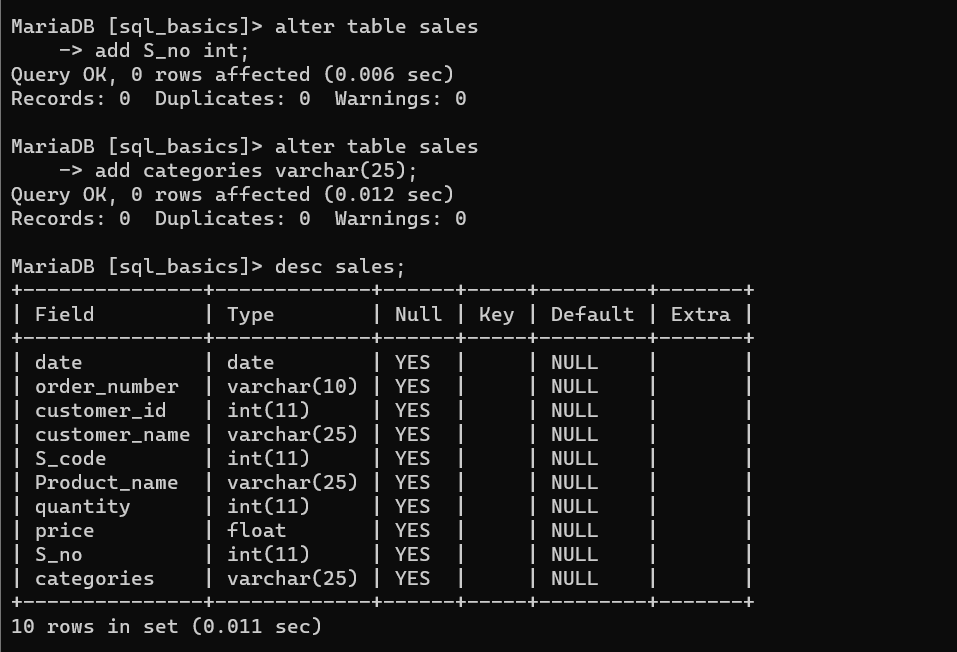 MariaDB [sql_basics]> alter table sales
    -> add S_no int;
Query OK, 0 rows affected (0.006 sec)
Records: 0  Duplicates: 0  Warnings: 0

MariaDB [sql_basics]> alter table sales
    -> add categories varchar(25);
Query OK, 0 rows affected (0.012 sec)
Records: 0  Duplicates: 0  Warnings: 0

MariaDB [sql_basics]> desc sales;
+---------------+-------------+------+-----+---------+-------+
| Field         | Type        | Null | Key | Default | Extra |
+---------------+-------------+------+-----+---------+-------+
| date          | date        | YES  |     | NULL    |       |
| order_number  | varchar(10) | YES  |     | NULL    |       |
| customer_id   | int(11)     | YES  |     | NULL    |       |
| customer_name | varchar(25) | YES  |     | NULL    |       |
| S_code        | int(11)     | YES  |     | NULL    |       |
| Product_name  | varchar(25) | YES  |     | NULL    |       |
| quantity      | int(11)     | YES  |     | NULL    |       |
| price         | float       | YES  |     | NULL    |       |
| S_no          | int(11)     | YES  |     | NULL    |       |
| categories    | varchar(25) | YES  |     | NULL    |       |
+---------------+-------------+------+-----+---------+-------+
10 rows in set (0.011 sec)